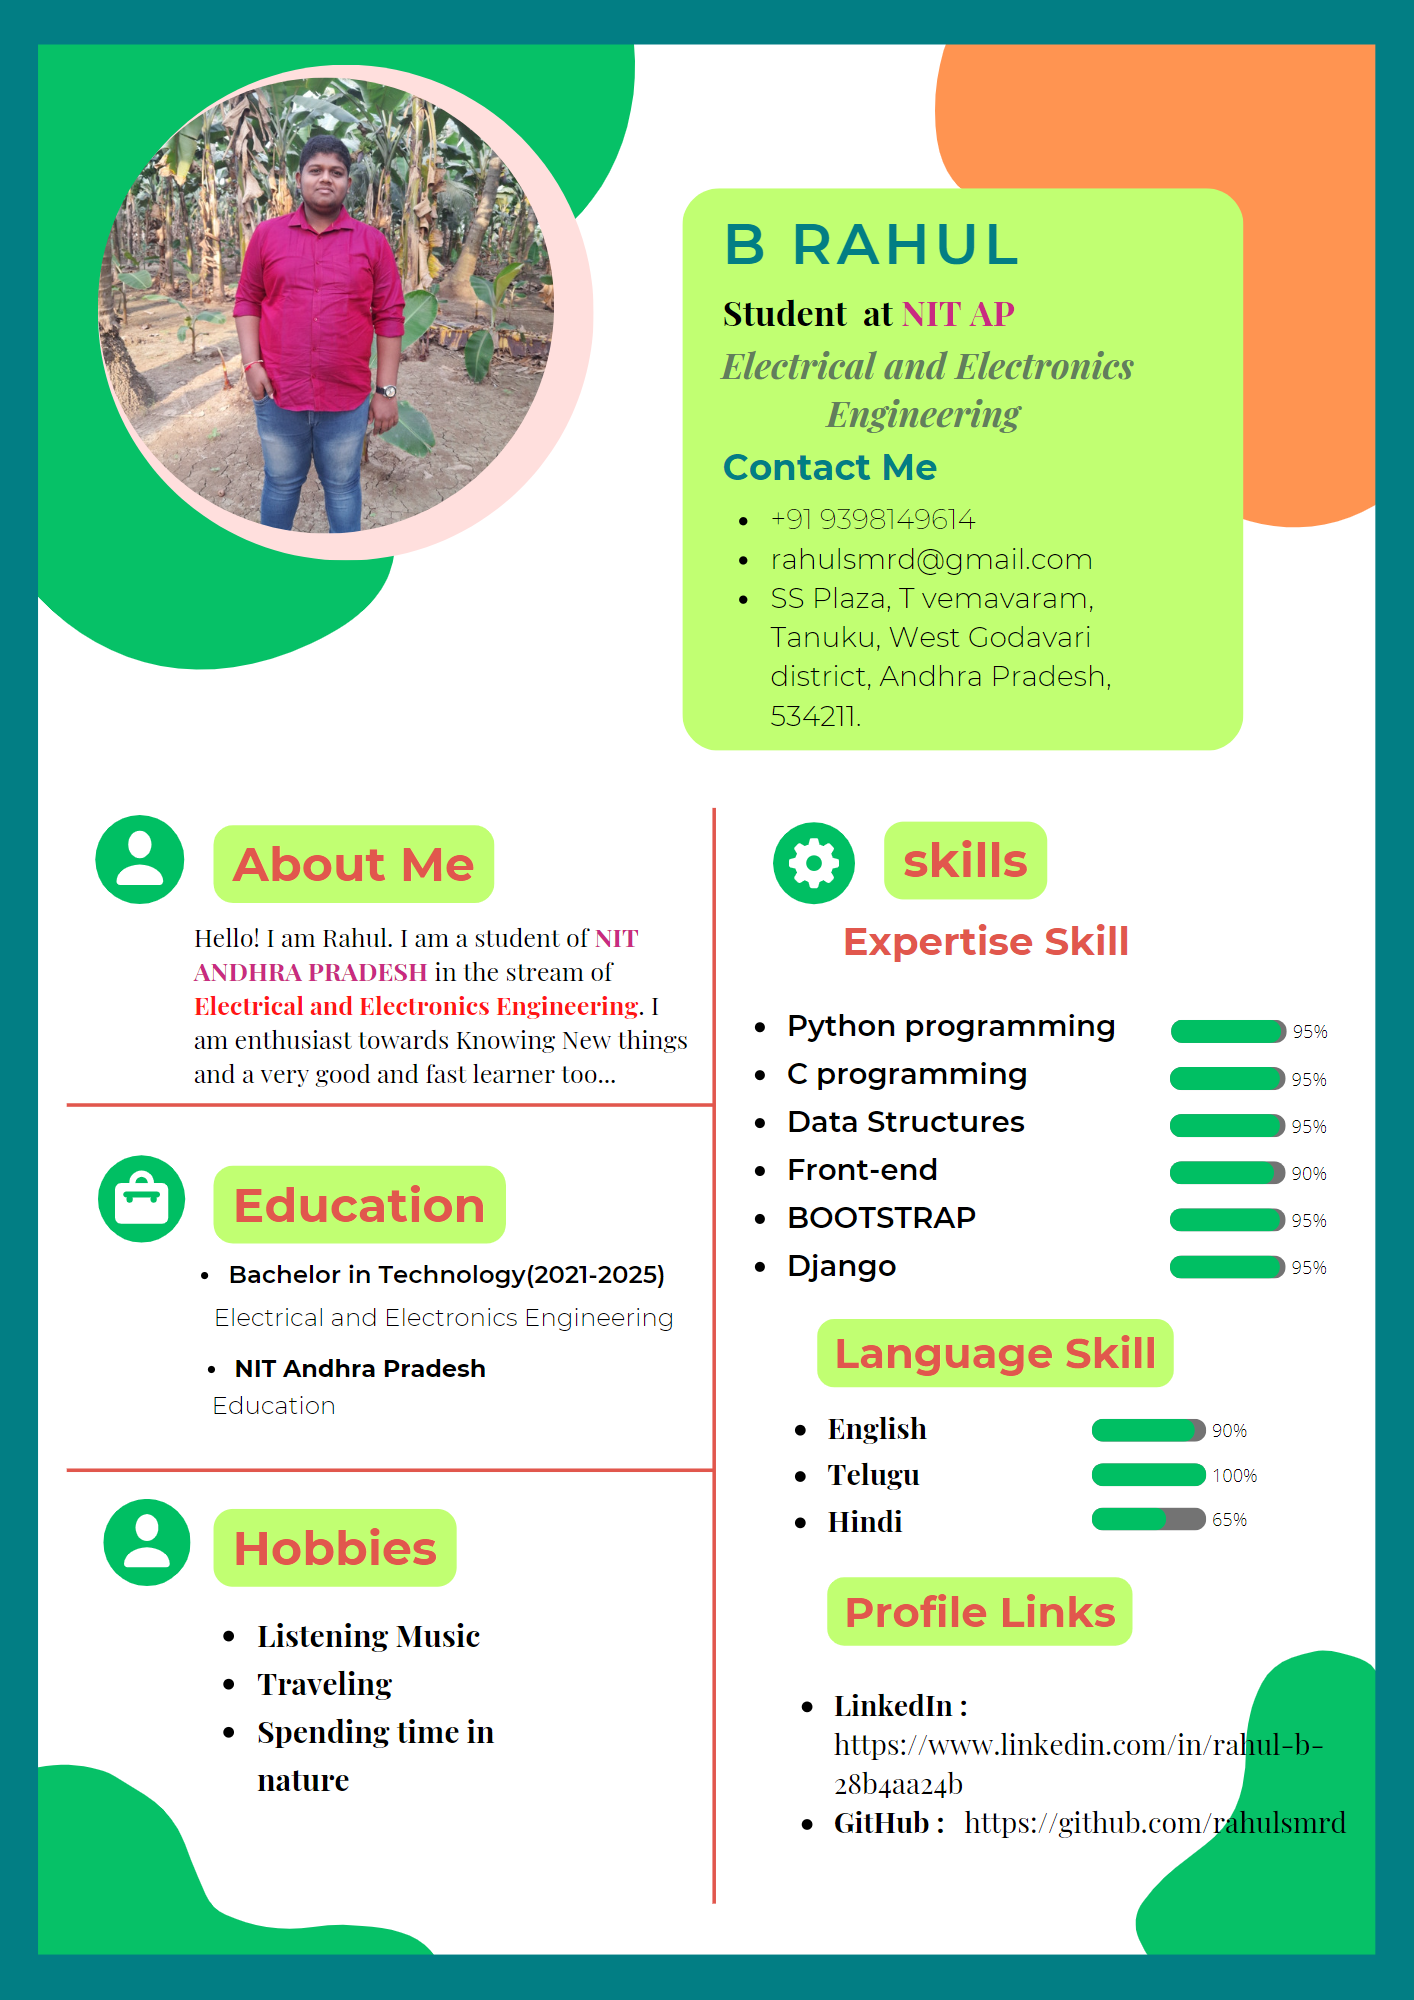 B RAHUL
Student at NIT AP
Electrical and Electronics
Engineering
Contact Me
+91 9398149614
rahulsmrd@gmail.com
SS Plaza, T vemavaram,
Tanuku, West Godavari
district, Andhra Pradesh,
534211.
About Me
Hello! I am Rahul. I am a student of NIT
ANDHRA PRADESH in the stream of
Electrical and Electronics Engineering. I
am enthusiast towards Knowing New things
and a very good and fast learner too...
Education
Bachelor in Technology(2021-2025)
Electrical and Electronics Engineering
NIT Andhra Pradesh
Education
Hobbies
Listening Music
Traveling
Spending time in
nature
skills
Expertise Skill
Python programming 95%
C programming 95%
Data Structures 95%
Front-end 90%
BOOTSTRAP 95%
Django 95%
Language Skill
English 90%
Telugu 100%
Hindi 65%
Profile Links
LinkedIn :
https://www.linkedin.com/in/rahul-b-
28b4aa24b
GitHub : https://github.com/rahulsmrd